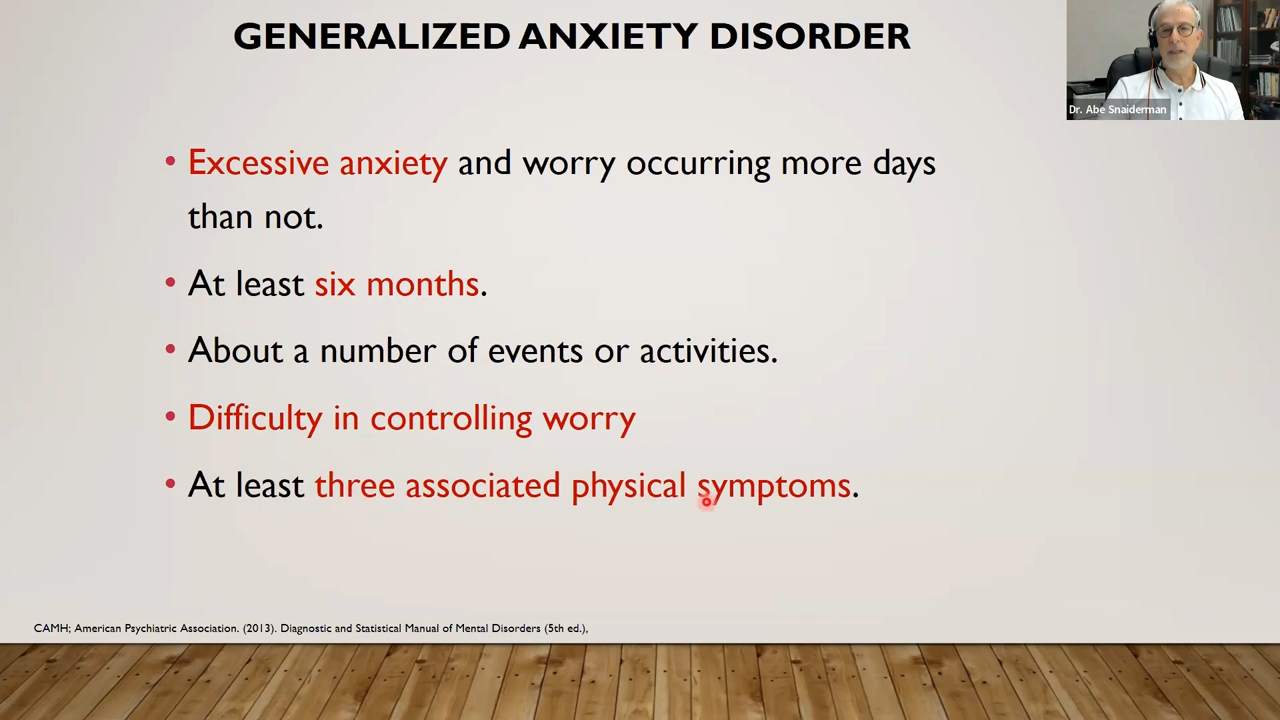 GENERALIZED ANXIETY DISORDER
Dr. Abe Snaiderman
• Excessive anxiety and worry occurring more days
than not.
• At least six months.
• About a number of events or activities.
• Difficulty in controlling worry
• At least three associated physical symptoms.
CAMH; American Psychiatric Association. (2013). Diagnostic and Statistical Manual of Mental Disorders (5th ed.),